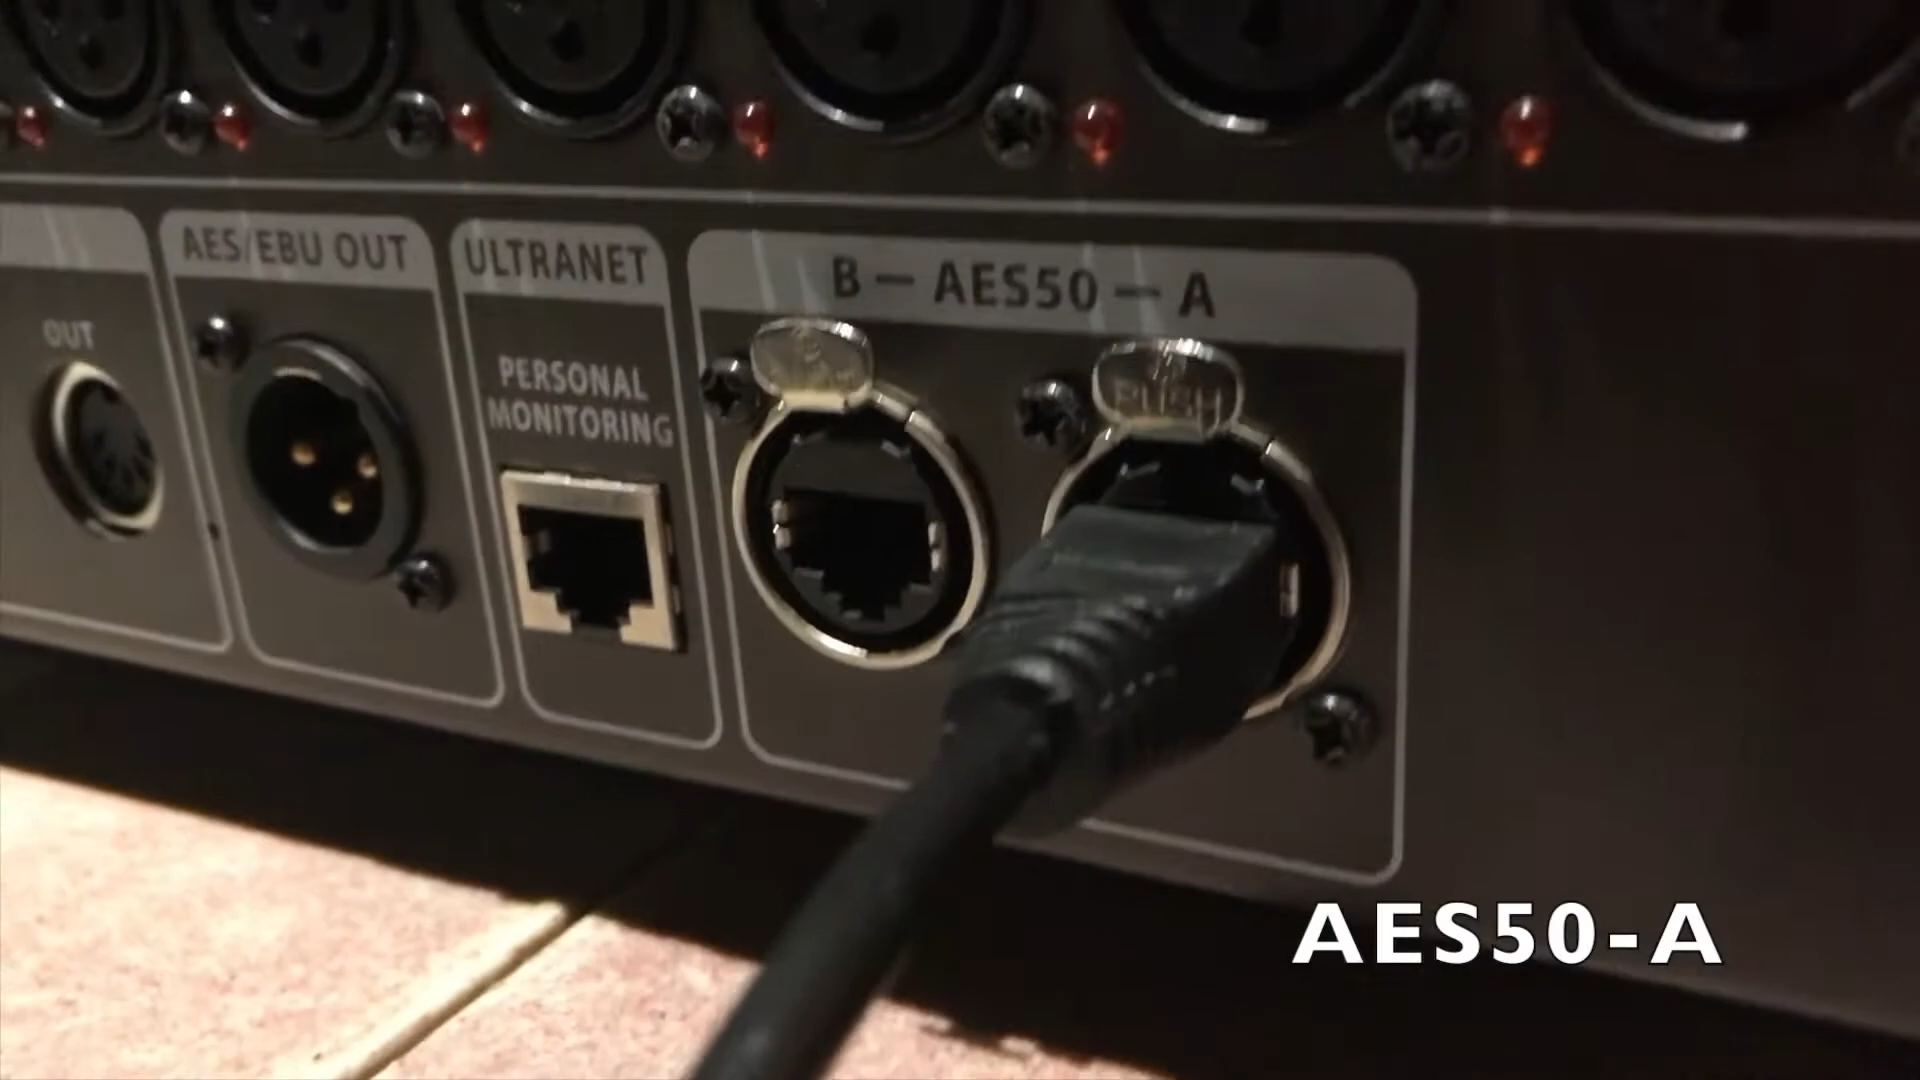 AES/EBU OUT
ULTRANET
B — AES50 — A
OUT
PERSONAL
MONITORING
PUSH
AES50-A